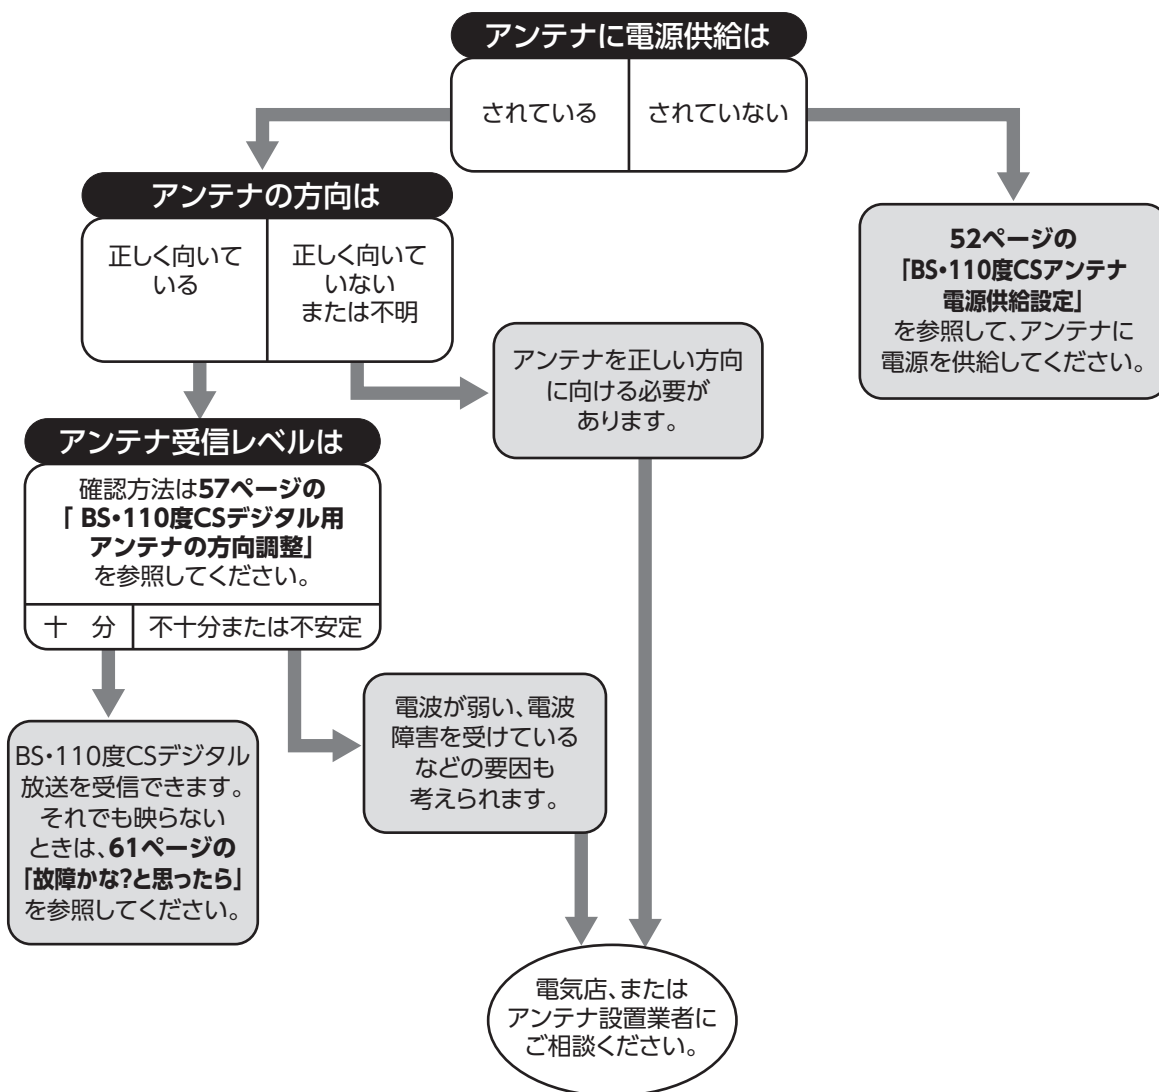 アンテナに電源供給は
されている
されていない
アンテナの方向は
正しく向いて
いる
正しく向いて
いない
または不明
52ページの
「BS・110度CSアンテナ
電源供給設定」
を参照して、アンテナに
電源を供給してください。
アンテナを正しい方向
に向ける必要が
あります。
アンテナ受信レベルは
確認方法は57ページの
「 BS・110度CSデジタル用
アンテナの方向調整」
を参照してください。
十 分
不十分または不安定
電波が弱い、電波
障害を受けている
などの要因も
考えられます。
BS・110度CSデジタル
放送を受信できます。
それでも映らない
ときは、61ページの
「故障かな?と思ったら」
を参照してください。
電気店、または
アンテナ設置業者に
ご相談ください。